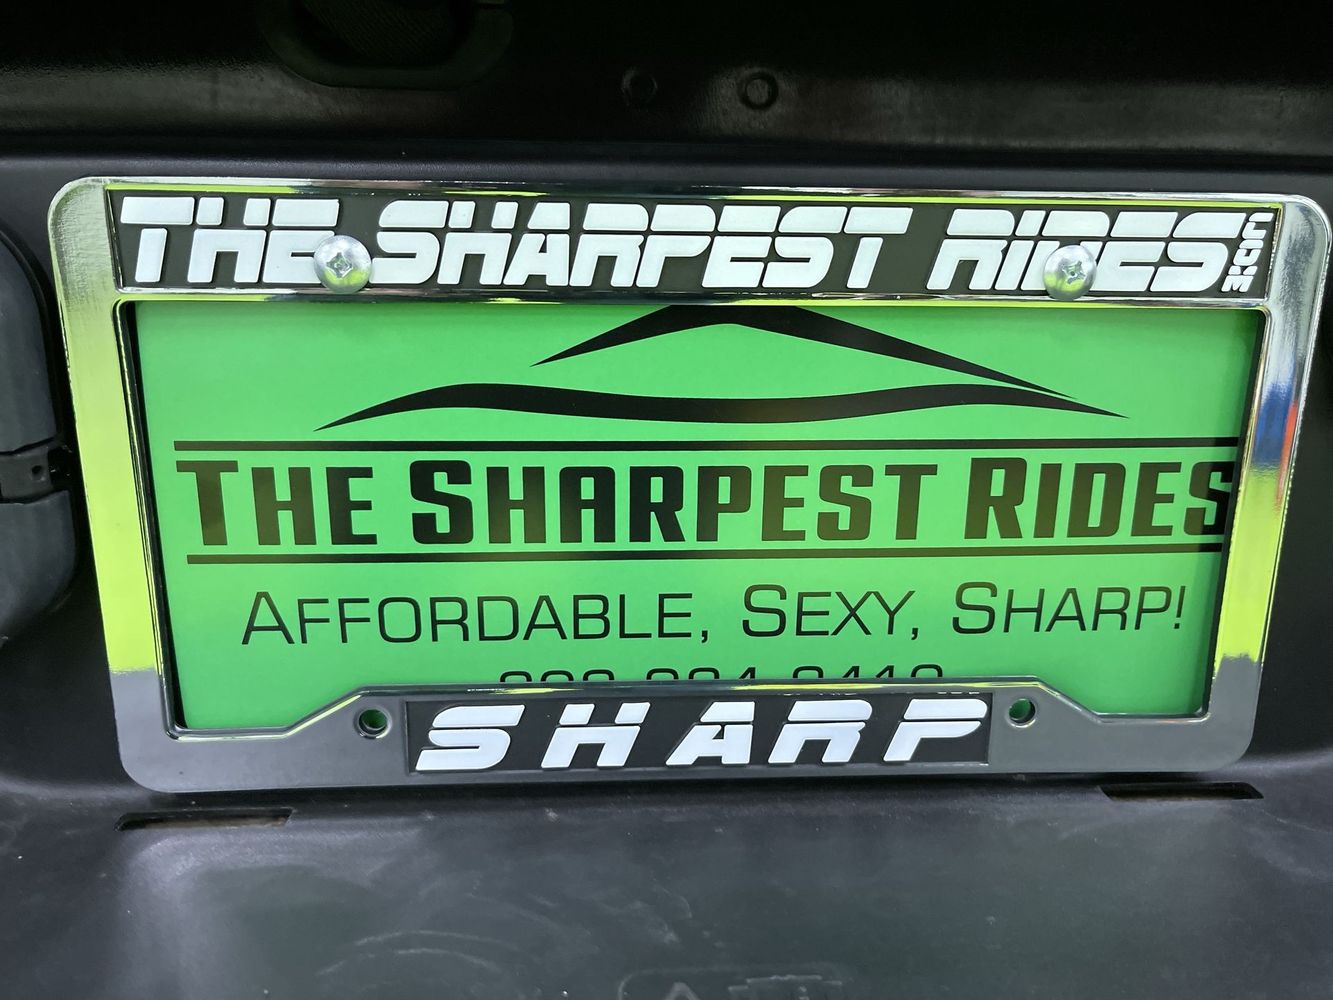 THE SHARPEST RIDES.COM
THE SHARPEST RIDES
AFFORDABLE, SEXY, SHARP!
SHARP